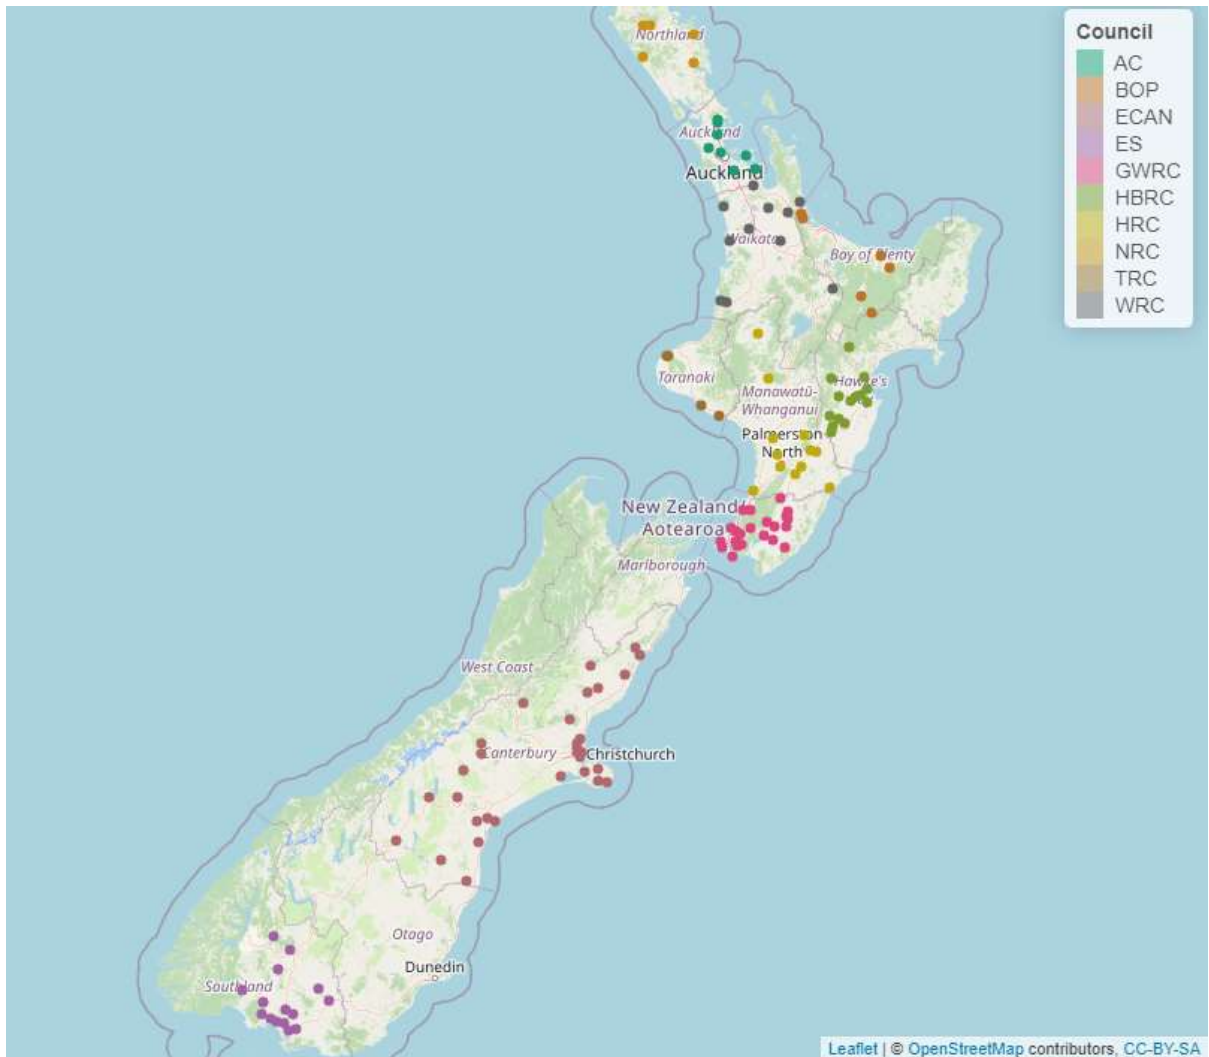 Northland
Council
AC
BOP
ECAN
ES
GWRC
HBRC
HRC
NRC
TRC
WRC
Auckland
Auckland
Waikato
Bay of Plenty
Taranaki
Hawke's
Manawatū-
Whanganui
Palmerston
North
New Zealand/
Aotearoa
Marlborough
West Coast
Canterbury
Christchurch
Otago
Dunedin
Southland
Leaflet | © OpenStreetMap contributors, CC-BY-SA